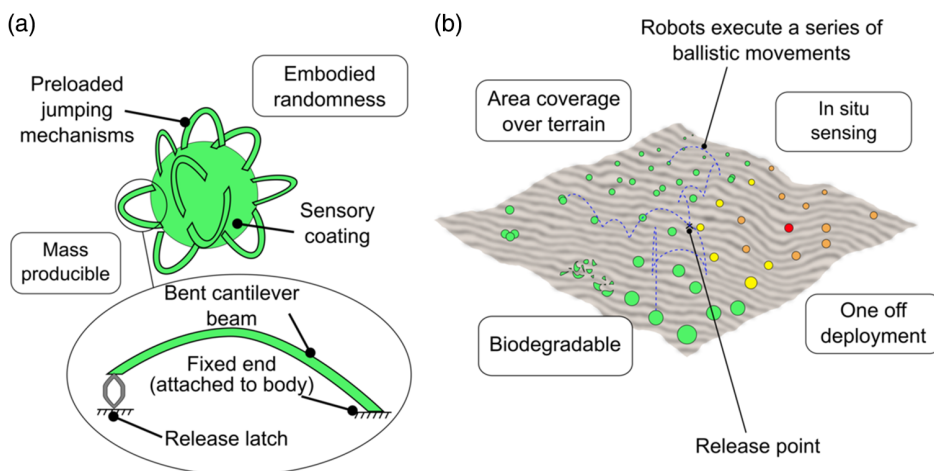 (a)
Preloaded
jumping
mechanisms
Embodied
randomness
Sensory
coating
Mass
producible
Bent cantilever
beam
Fixed end
(attached to body)
Release latch
(b)
Robots execute a series
of ballistic movements
Area coverage
over terrain
In situ
sensing
Biodegradable
One off
deployment
Release point